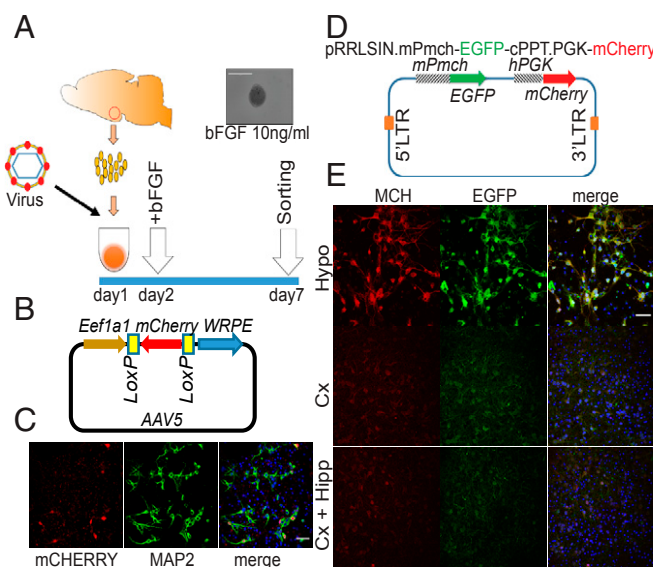 A
bFGF 10ng/ml
Virus
+bFGF
Sorting
day1 day2 day7
B
Eef1a1 mCherry WRPE
LoxP LoxP
AAV5
C
mCHERRY MAP2 merge
D
pRRLSIN.mPmch-EGFP-cPPT.PGK-mCherry
mPmch hPGK
EGFP mCherry
5'LTR 3'LTR
E
MCH EGFP merge
Hypo
Cx
Cx + Hipp